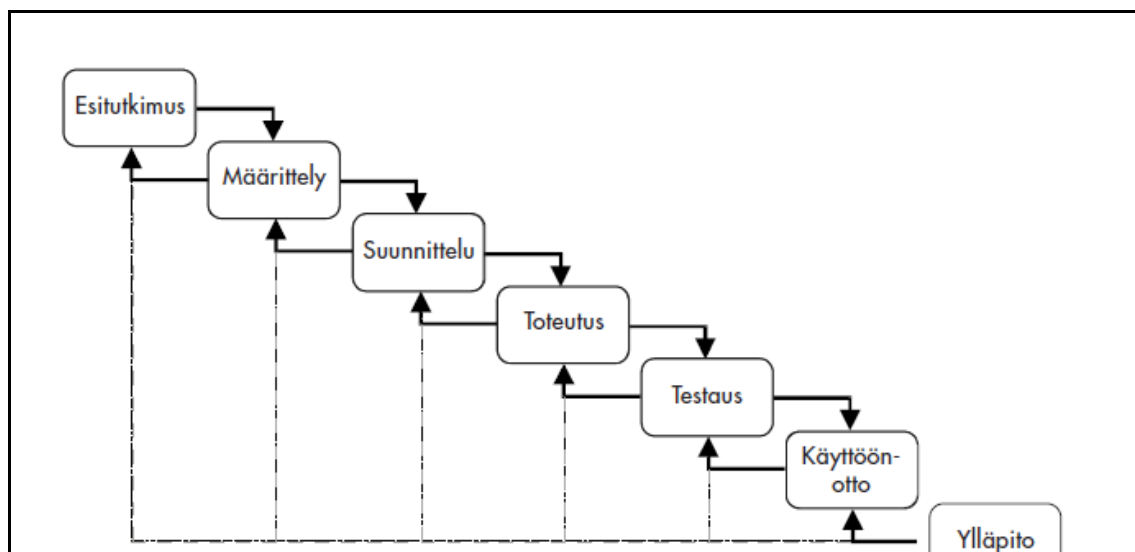 Esitutkimus
Määrittely
Suunnittelu
Toteutus
Testaus
Käyttöön-
otto
Ylläpito